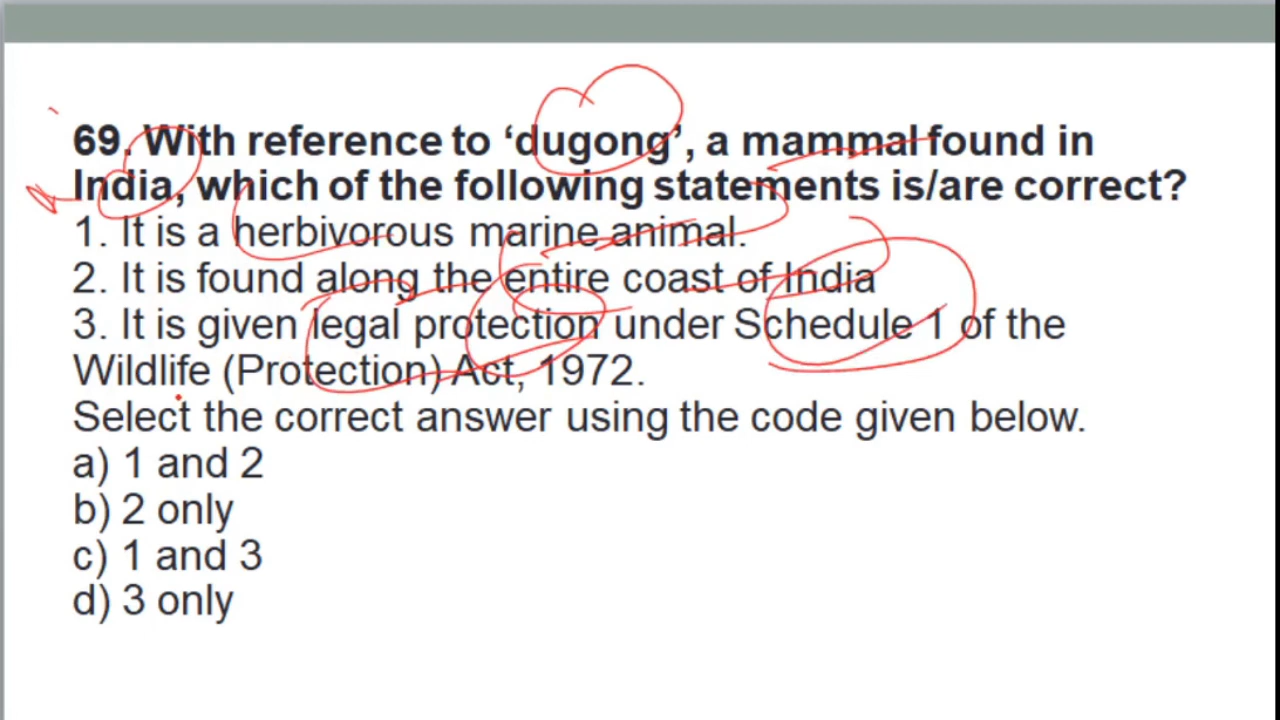 69. With reference to ‘dugong’, a mammal found in
India, which of the following statements is/are correct?
1. It is a herbivorous marine animal.
2. It is found along the entire coast of India
3. It is given legal protection under Schedule 1 of the
Wildlife (Protection) Act, 1972.
Select the correct answer using the code given below.
a) 1 and 2
b) 2 only
c) 1 and 3
d) 3 only